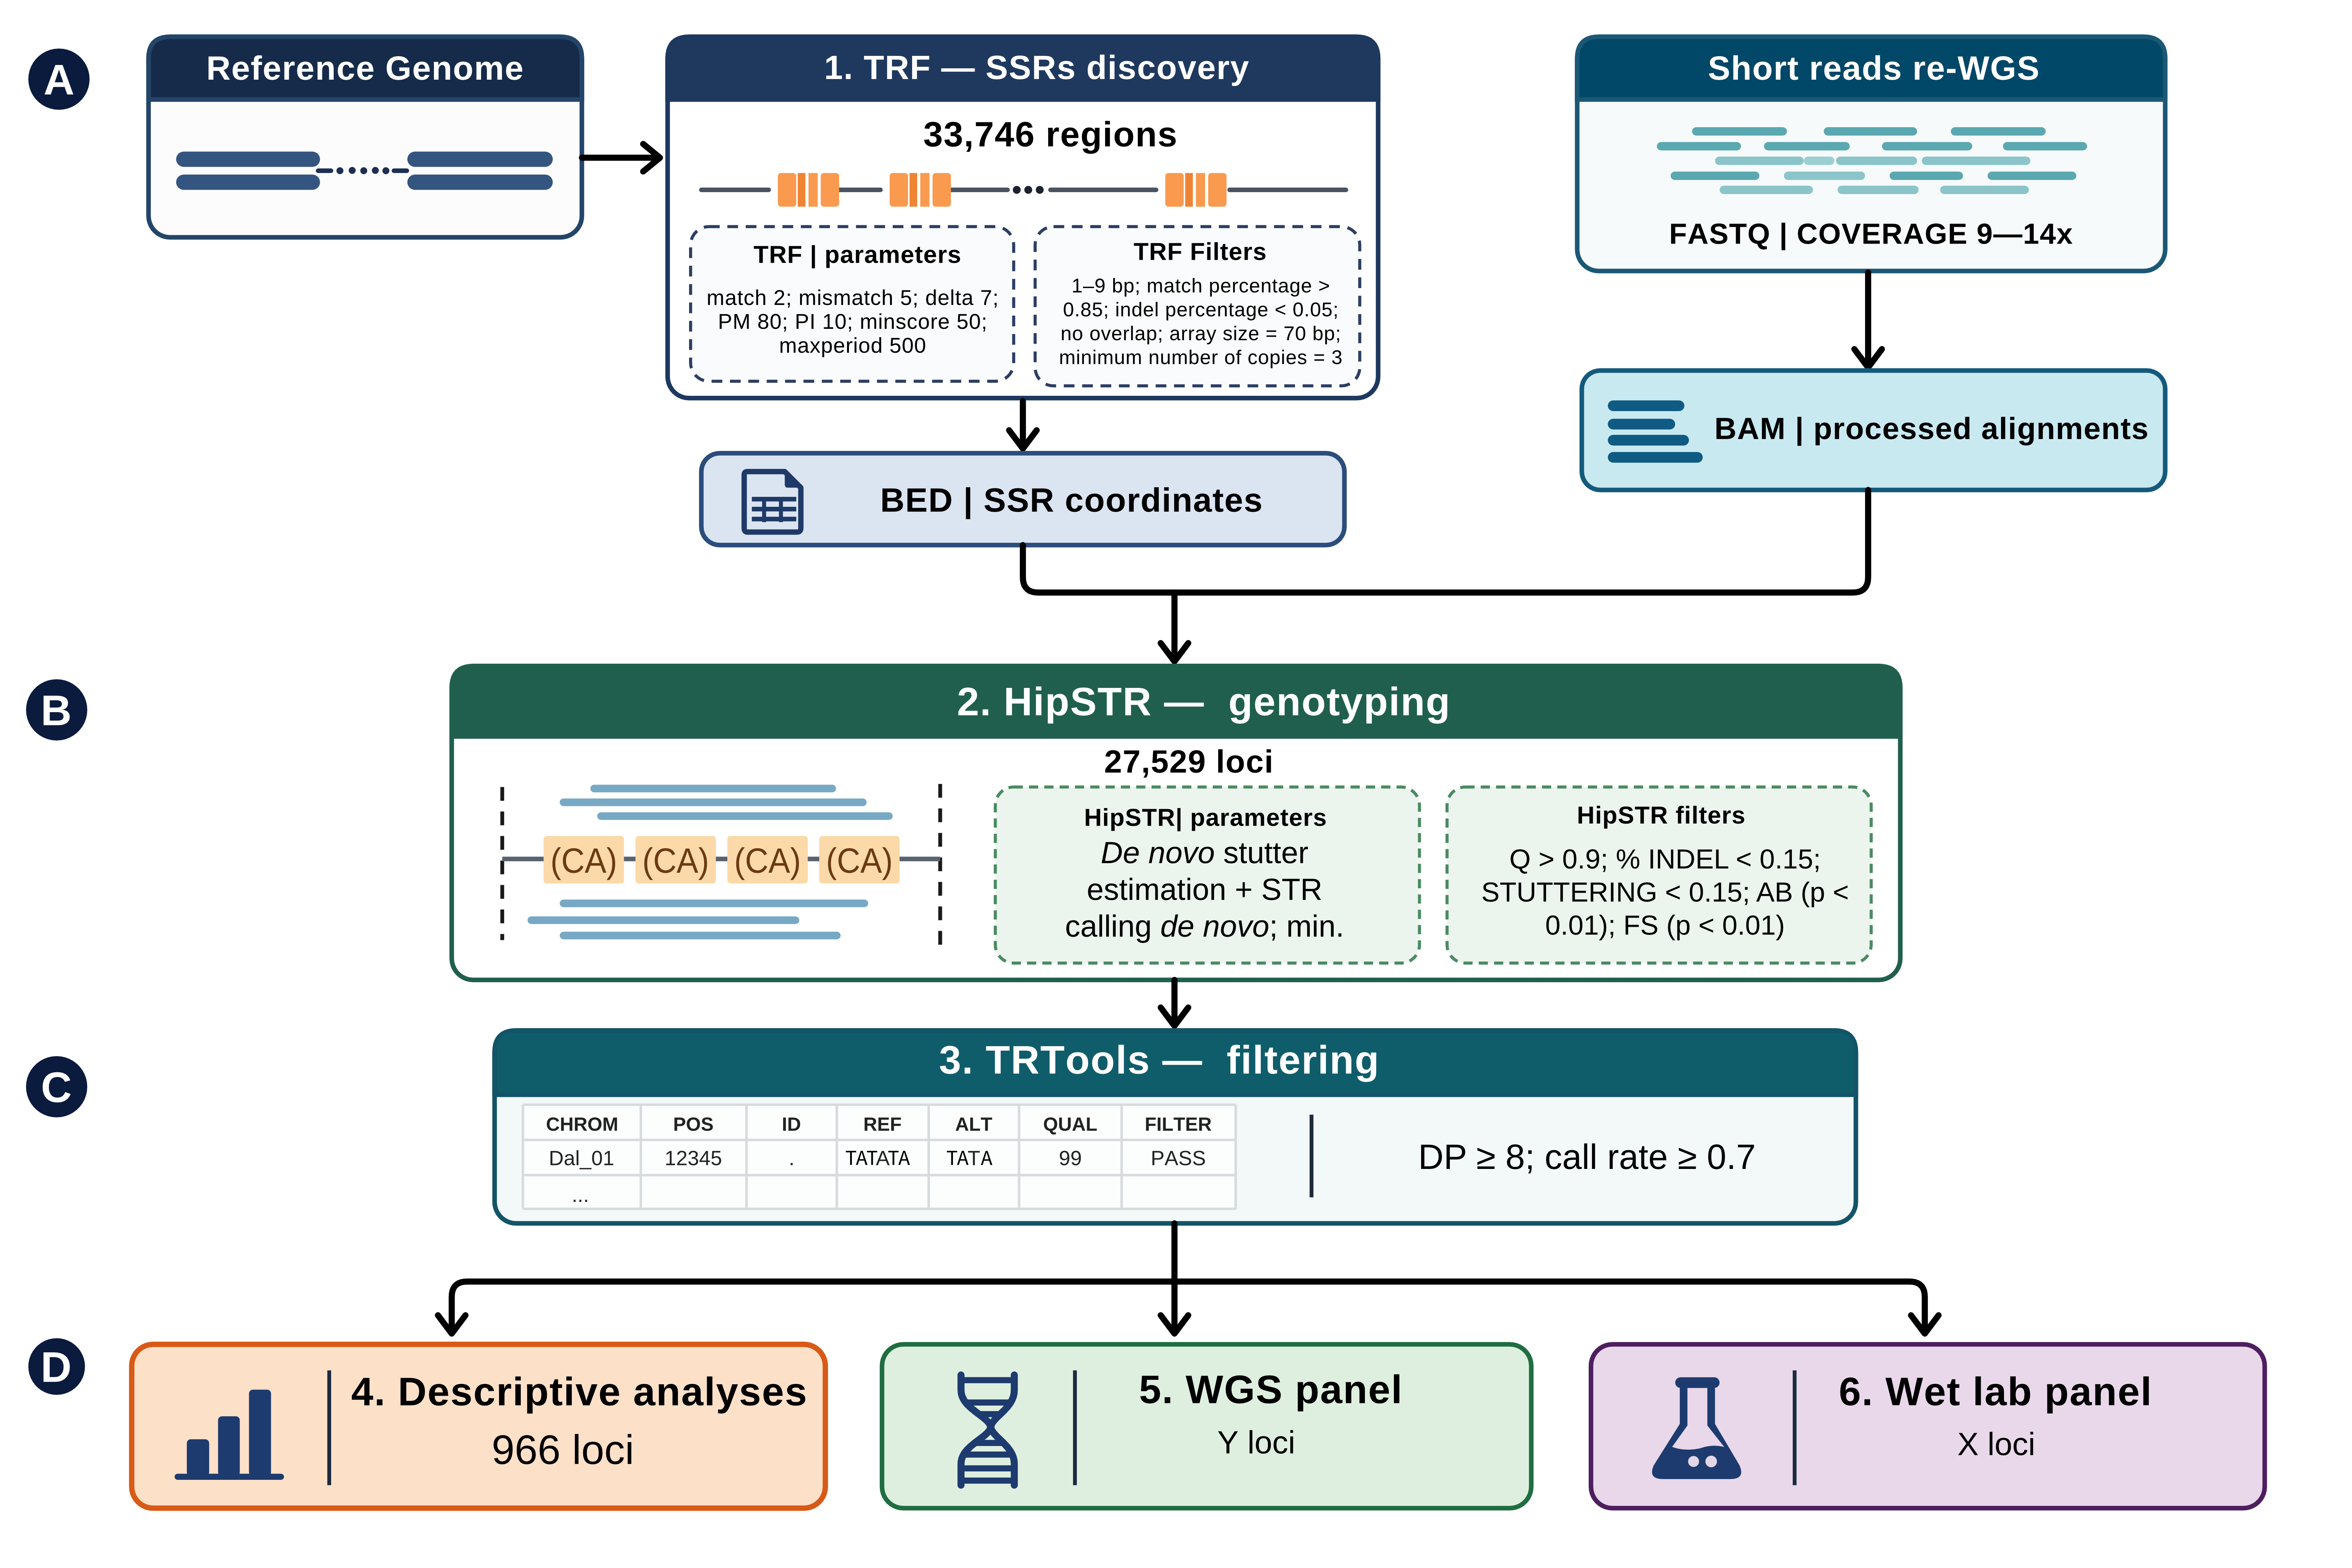 A
Reference Genome
1. TRF — SSRs discovery
33,746 regions
TRF | parameters
match 2; mismatch 5; delta 7;
PM 80; PI 10; minscore 50;
maxperiod 500
TRF Filters
1–9 bp; match percentage >
0.85; indel percentage < 0.05;
no overlap; array size = 70 bp;
minimum number of copies = 3
Short reads re-WGS
FASTQ | COVERAGE 9—14x
BAM | processed alignments
BED | SSR coordinates
B
2. HipSTR — genotyping
27,529 loci
(CA) (CA) (CA) (CA)
HipSTR| parameters
De novo stutter
estimation + STR
calling de novo; min.
HipSTR filters
Q > 0.9; % INDEL < 0.15;
STUTTERING < 0.15; AB (p <
0.01); FS (p < 0.01)
C
3. TRTools — filtering
CHROM POS ID REF ALT QUAL FILTER
Dal_01 12345 . TATATA TATA 99 PASS
...
DP ≥ 8; call rate ≥ 0.7
D
4. Descriptive analyses
966 loci
5. WGS panel
Y loci
6. Wet lab panel
X loci